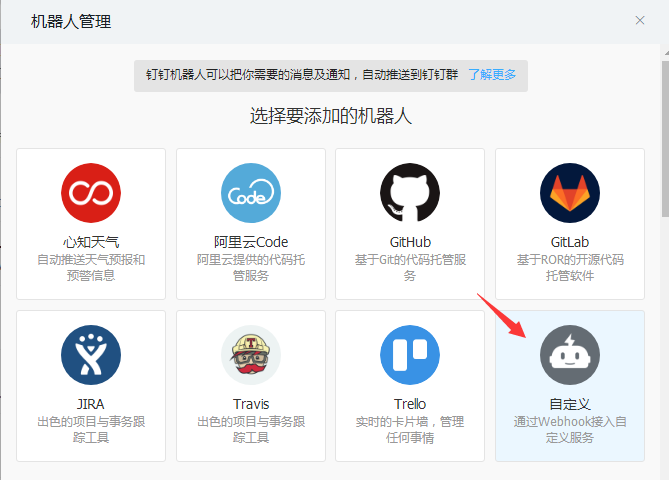 机器人管理
钉钉机器人可以把你需要的消息及通知，自动推送到钉钉群 了解更多
选择要添加的机器人
心知天气
自动推送天气预报和
预警信息
Code
阿里云Code
阿里云提供的代码托
管服务
GitHub
基于Git的代码托管服
务
GitLab
基于ROR的开源代码
托管软件
JIRA
出色的项目与事务跟
踪工具
T
Travis
出色的项目与事务跟
踪工具
Trello
实时的卡片墙，管理
任何事情
自定义
通过Webhook接入自
定义服务